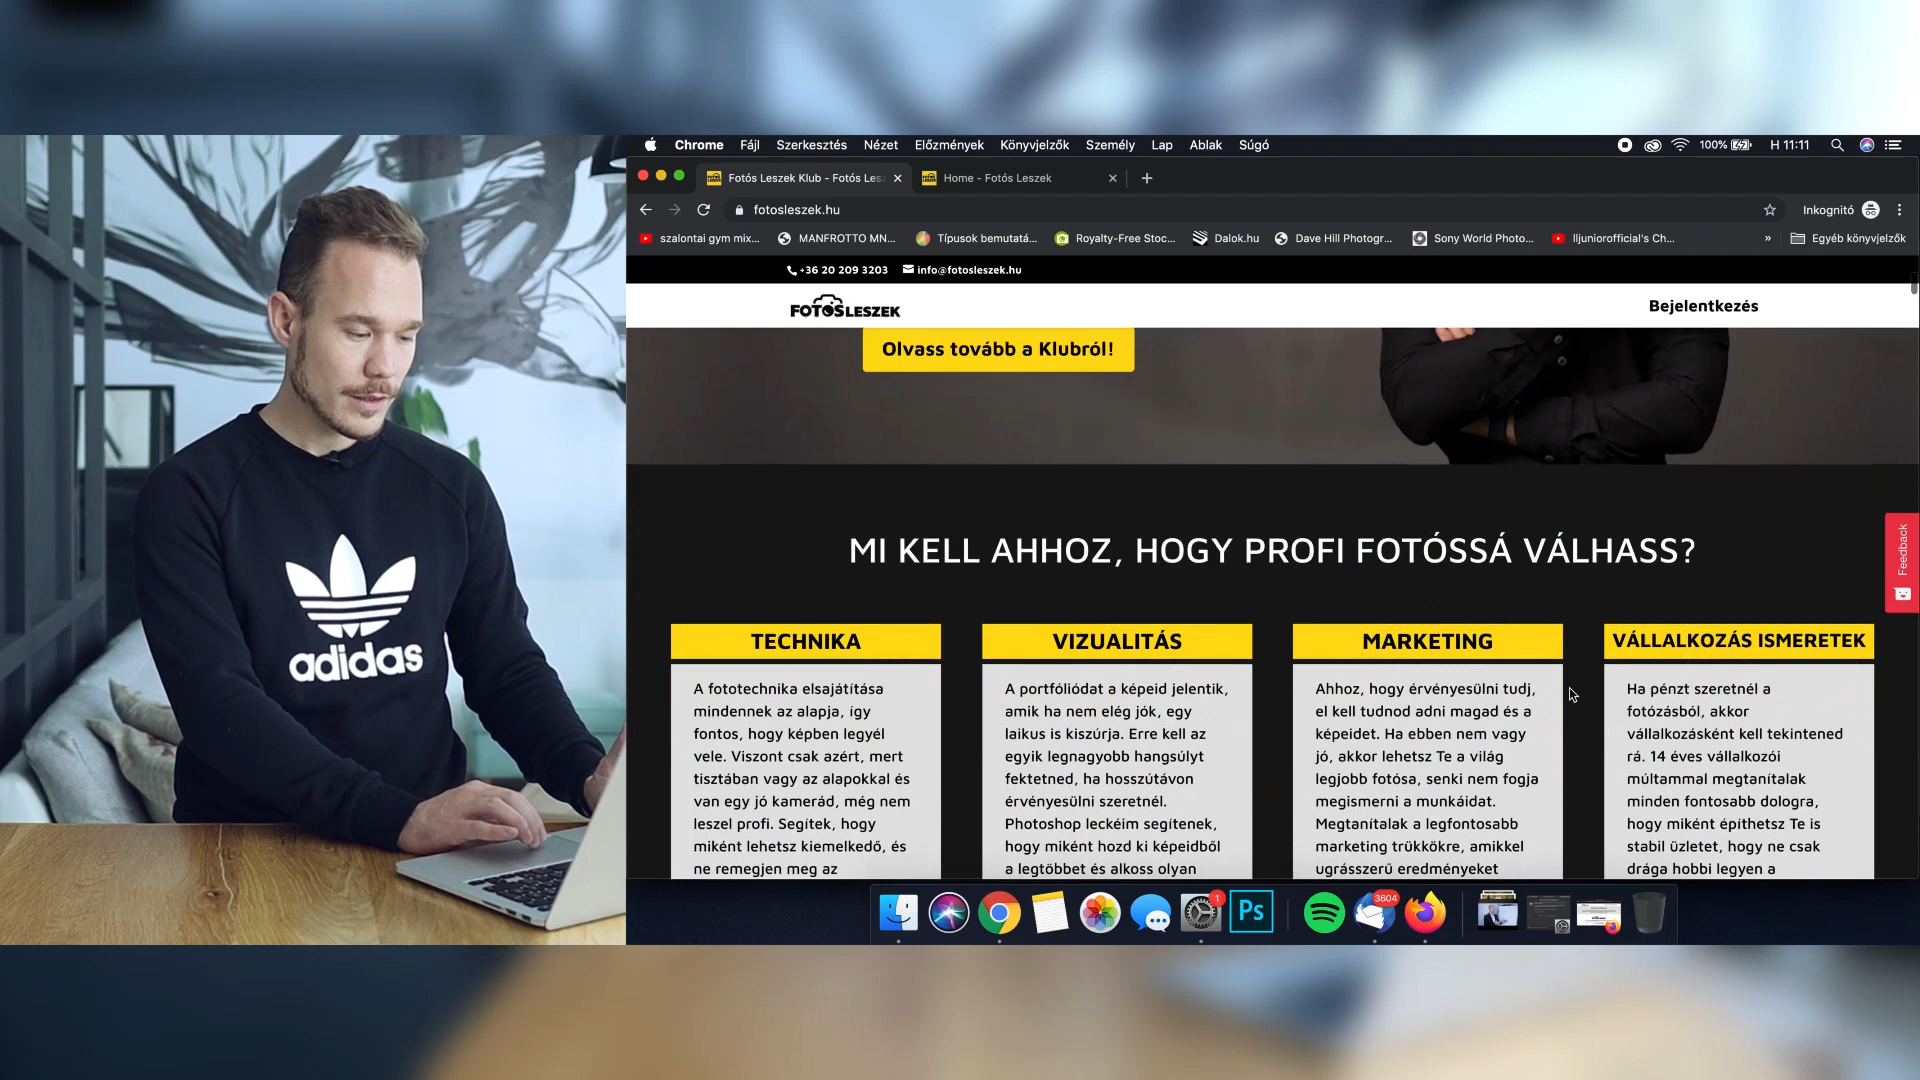 adidas
Chrome Fájl Szerkesztés Nézet Előzmények Könyvjelzők Személy Lap Ablak Súgó
100% H 11:11
Fotós Leszek Klub - Fotós Les
Home - Fotós Leszek
fotosleszek.hu
Inkognitó
szalontai gym mix...
MANFROTTO MN...
Típusok bemutatá...
Royalty-Free Stoc...
Dalok.hu
Dave Hill Photogr...
Sony World Photo...
Iljuniorofficial's Ch...
»
Egyéb könyvjelzők
+36 20 209 3203 info@fotosleszek.hu
FOTÓSLESZEK
Bejelentkezés
Olvass tovább a Klubról!
Feedback
MI KELL AHHOZ, HOGY PROFI FOTÓSSÁ VÁLHASS?
TECHNIKA
A fototechnika elsajátítása
mindennek az alapja, így
fontos, hogy képben legyél
vele. Viszont csak azért, mert
tisztában vagy az alapokkal és
van egy jó kamerád, még nem
leszel profi. Segítek, hogy
miként lehetsz kiemelkedő, és
ne remegjen meg az
VIZUALITÁS
A portfóliódat a képeid jelentik,
amik ha nem elég jók, egy
laikus is kiszúrja. Erre kell az
egyik legnagyobb hangsúlyt
fektetned, ha hosszútávon
érvényesülni szeretnél.
Photoshop leckéim segítenek,
hogy miként hozd ki képeidből
a legtöbbet és alkoss olyan
MARKETING
Ahhoz, hogy érvényesülni tudj,
el kell tudnod adni magad és a
képeidet. Ha ebben nem vagy
jó, akkor lehetsz Te a világ
legjobb fotósa, senki nem fogja
megismerni a munkáidat.
Megtanítalak a legfontosabb
marketing trükkökre, amikkel
ugrásszerű eredményeket
VÁLLALKOZÁS ISMERETEK
Ha pénzt szeretnél a
fotózásból, akkor
vállalkozásként kell tekintened
rá. 14 éves vállalkozói
múltammal megtanítalak
minden fontosabb dologra,
hogy miként építhetsz Te is
stabil üzletet, hogy ne csak
drága hobbi legyen a
1
Ps
3604